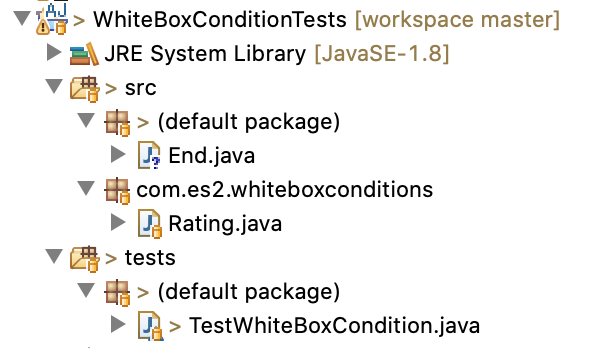 > WhiteBoxConditionTests [workspace master]
JRE System Library [JavaSE-1.8]
> src
> (default package)
End.java
com.es2.whiteboxconditions
Rating.java
> tests
> (default package)
> TestWhiteBoxCondition.java